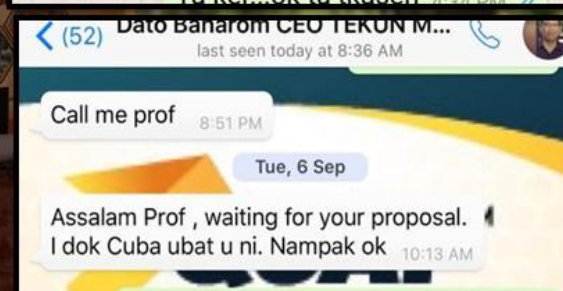 (52) Dato Baharom CEO TEKUN M...
last seen today at 8:36 AM
Call me prof 8:51 PM
Tue, 6 Sep
Assalam Prof , waiting for your proposal.
I dok Cuba ubat u ni. Nampak ok 10:13 AM